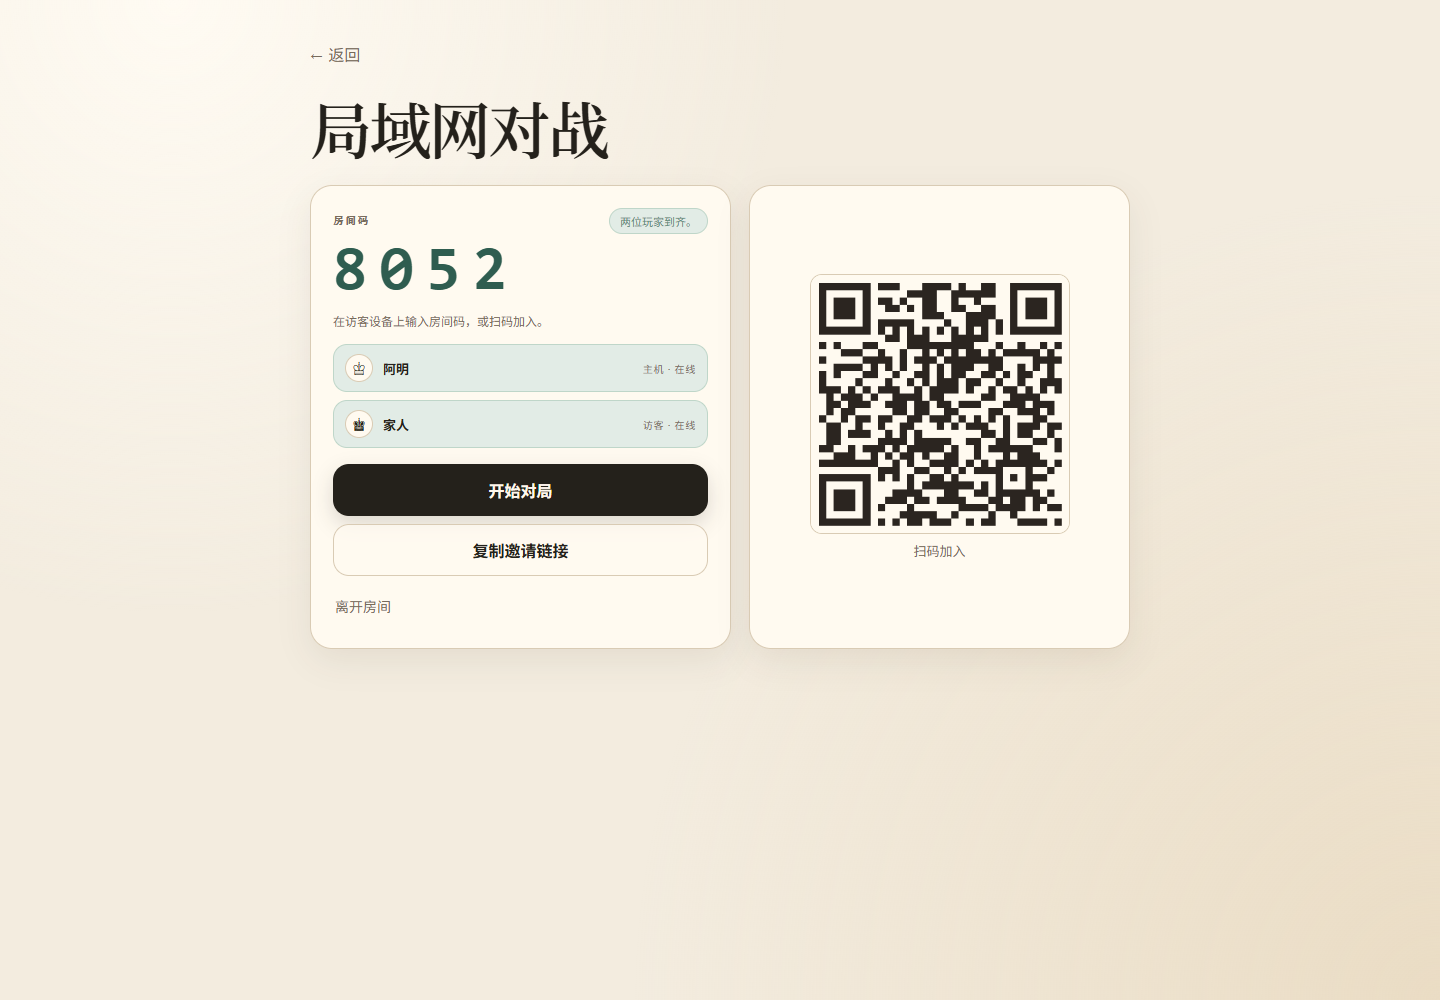 ← 返回
局域网对战
房间码
两位玩家到齐。
8052
在访客设备上输入房间码，或扫码加入。
阿明
主机 · 在线
家人
访客 · 在线
开始对局
复制邀请链接
离开房间
扫码加入